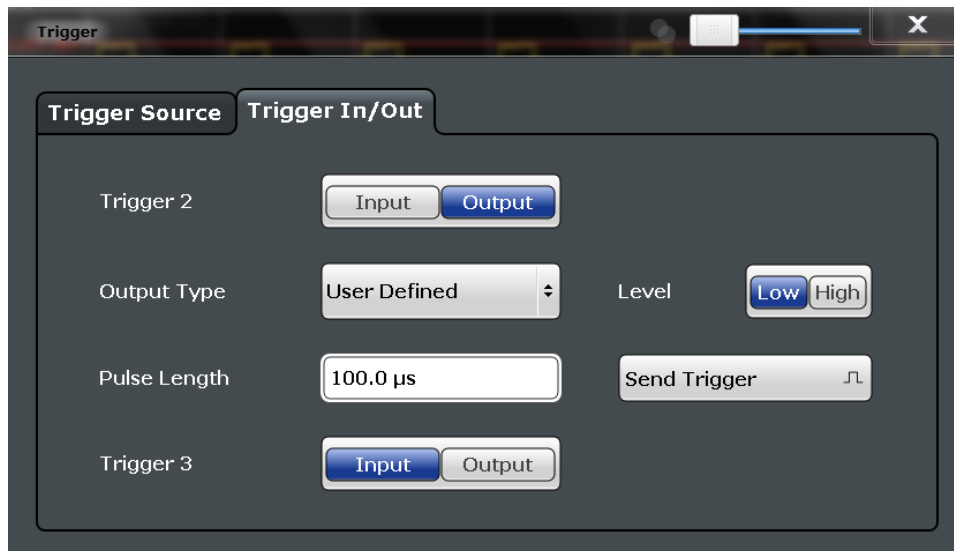 Trigger
X
Trigger Source Trigger In/Out
Trigger 2 Input Output
Output Type User Defined Level Low High
Pulse Length 100.0 µs Send Trigger
Trigger 3 Input Output